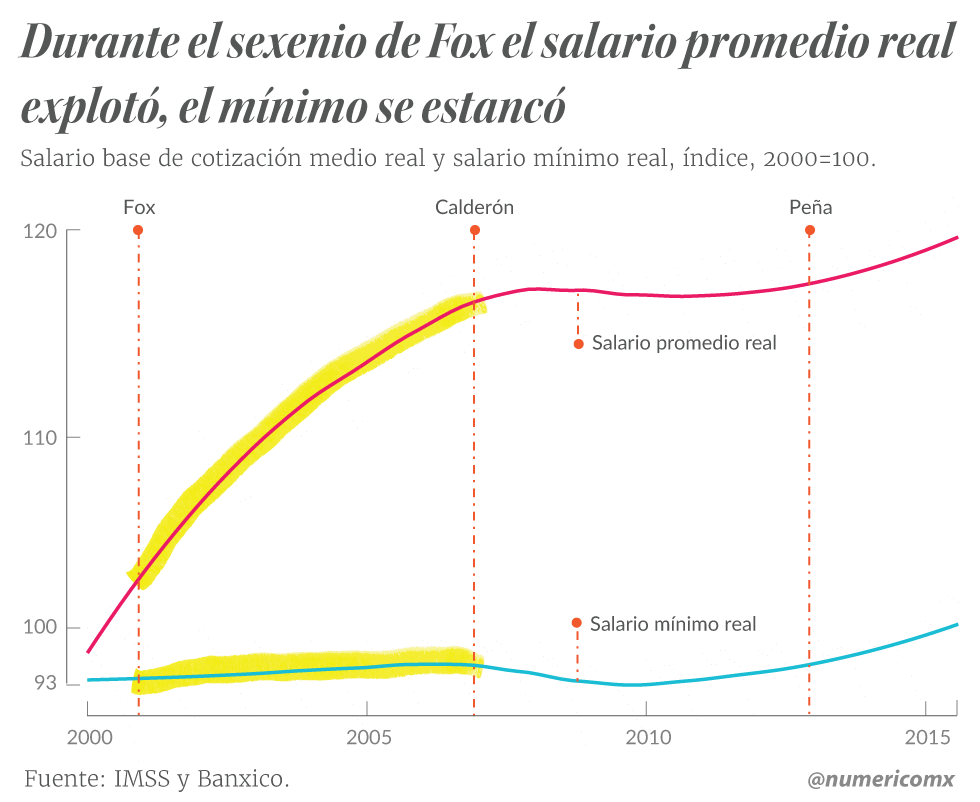 Durante el sexenio de Fox el salario promedio real
explotó, el mínimo se estancó
Salario base de cotización medio real y salario mínimo real, índice, 2000=100.
Fox
Calderón
Peña
120
Salario promedio real
110
100
Salario mínimo real
93
2000
2005
2010
2015
Fuente: IMSS y Banxico.
@numericomx